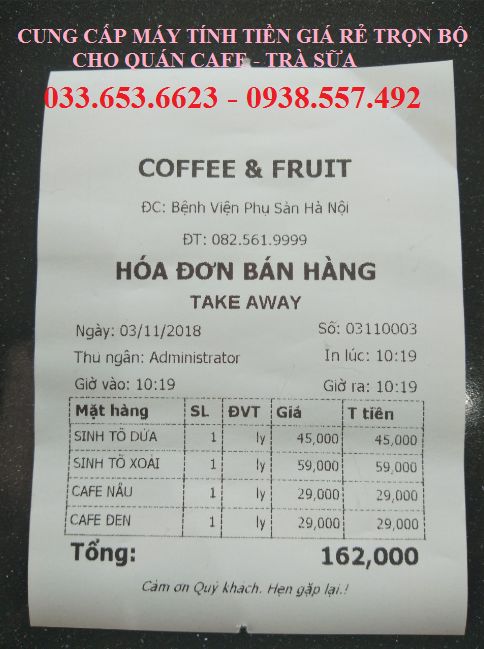 CUNG CẤP MÁY TÍNH TIỀN GIÁ RẺ TRỌN BỘ
CHO QUÁN CAFE - TRÀ SỮA
033.653.6623 - 0938.557.492
COFFEE & FRUIT
ĐC: Bệnh Viện Phụ Sản Hà Nội
ĐT: 082.561.9999
HÓA ĐƠN BÁN HÀNG
TAKE AWAY
Ngày: 03/11/2018 Số: 03110003
Thu ngân: Administrator In lúc: 10:19
Giờ vào: 10:19 Giờ ra: 10:19
Mặt hàng SL ĐVT Giá T tiền
SINH TỐ DỨA 1 ly 45,000 45,000
SINH TỐ XOÀI 1 ly 59,000 59,000
CAFE NÂU 1 ly 29,000 29,000
CAFE DEN 1 ly 29,000 29,000
Tổng: 162,000
Cảm ơn Quý khách. Hẹn gặp lại.!